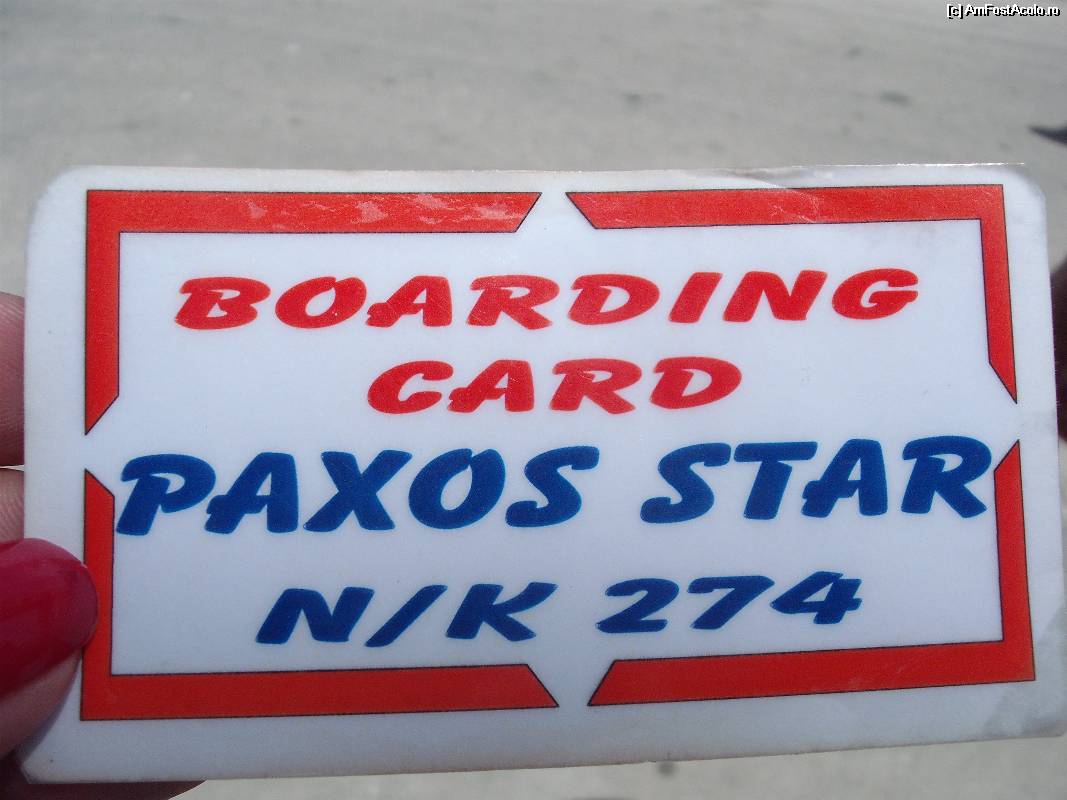 [c] AmFostAcolo.ro
BOARDING
CARD
PAXOS STAR
N/K 274